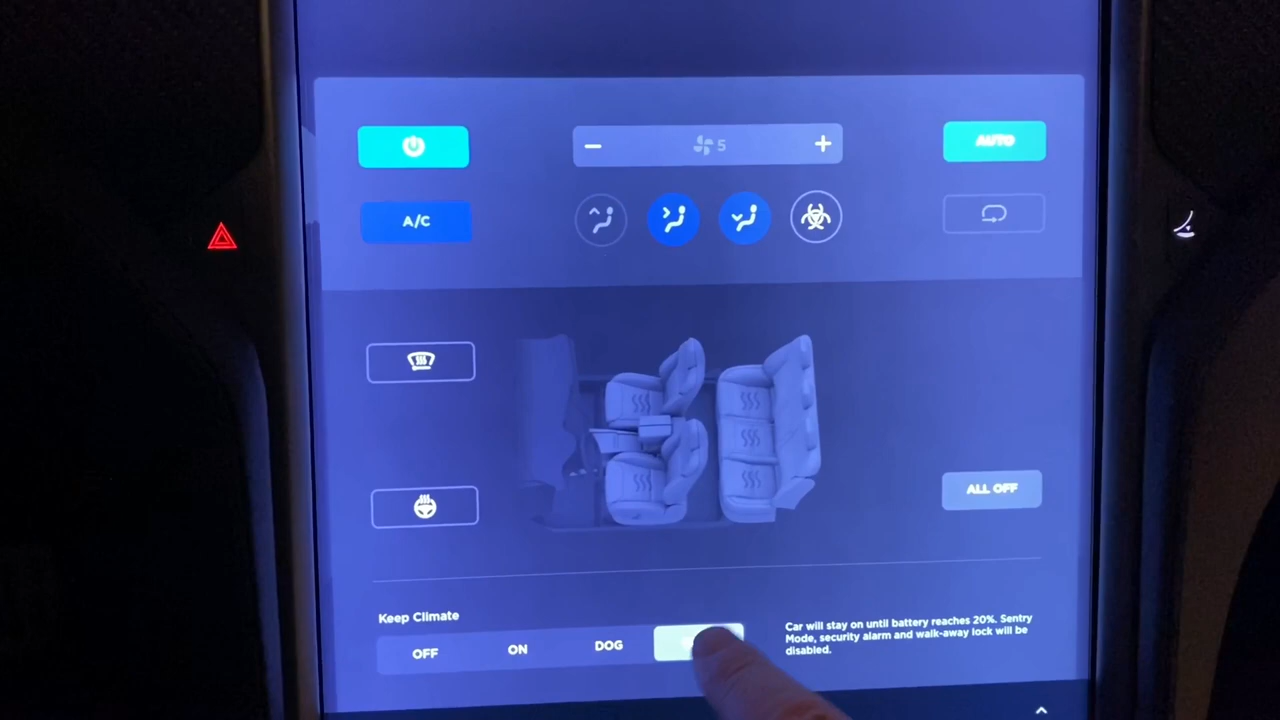 5
AUTO
A/C
ALL OFF
Keep Climate
OFF
ON
DOG
Car will stay on until battery reaches 20%. Sentry
Mode, security alarm and walk-away lock will be
disabled.